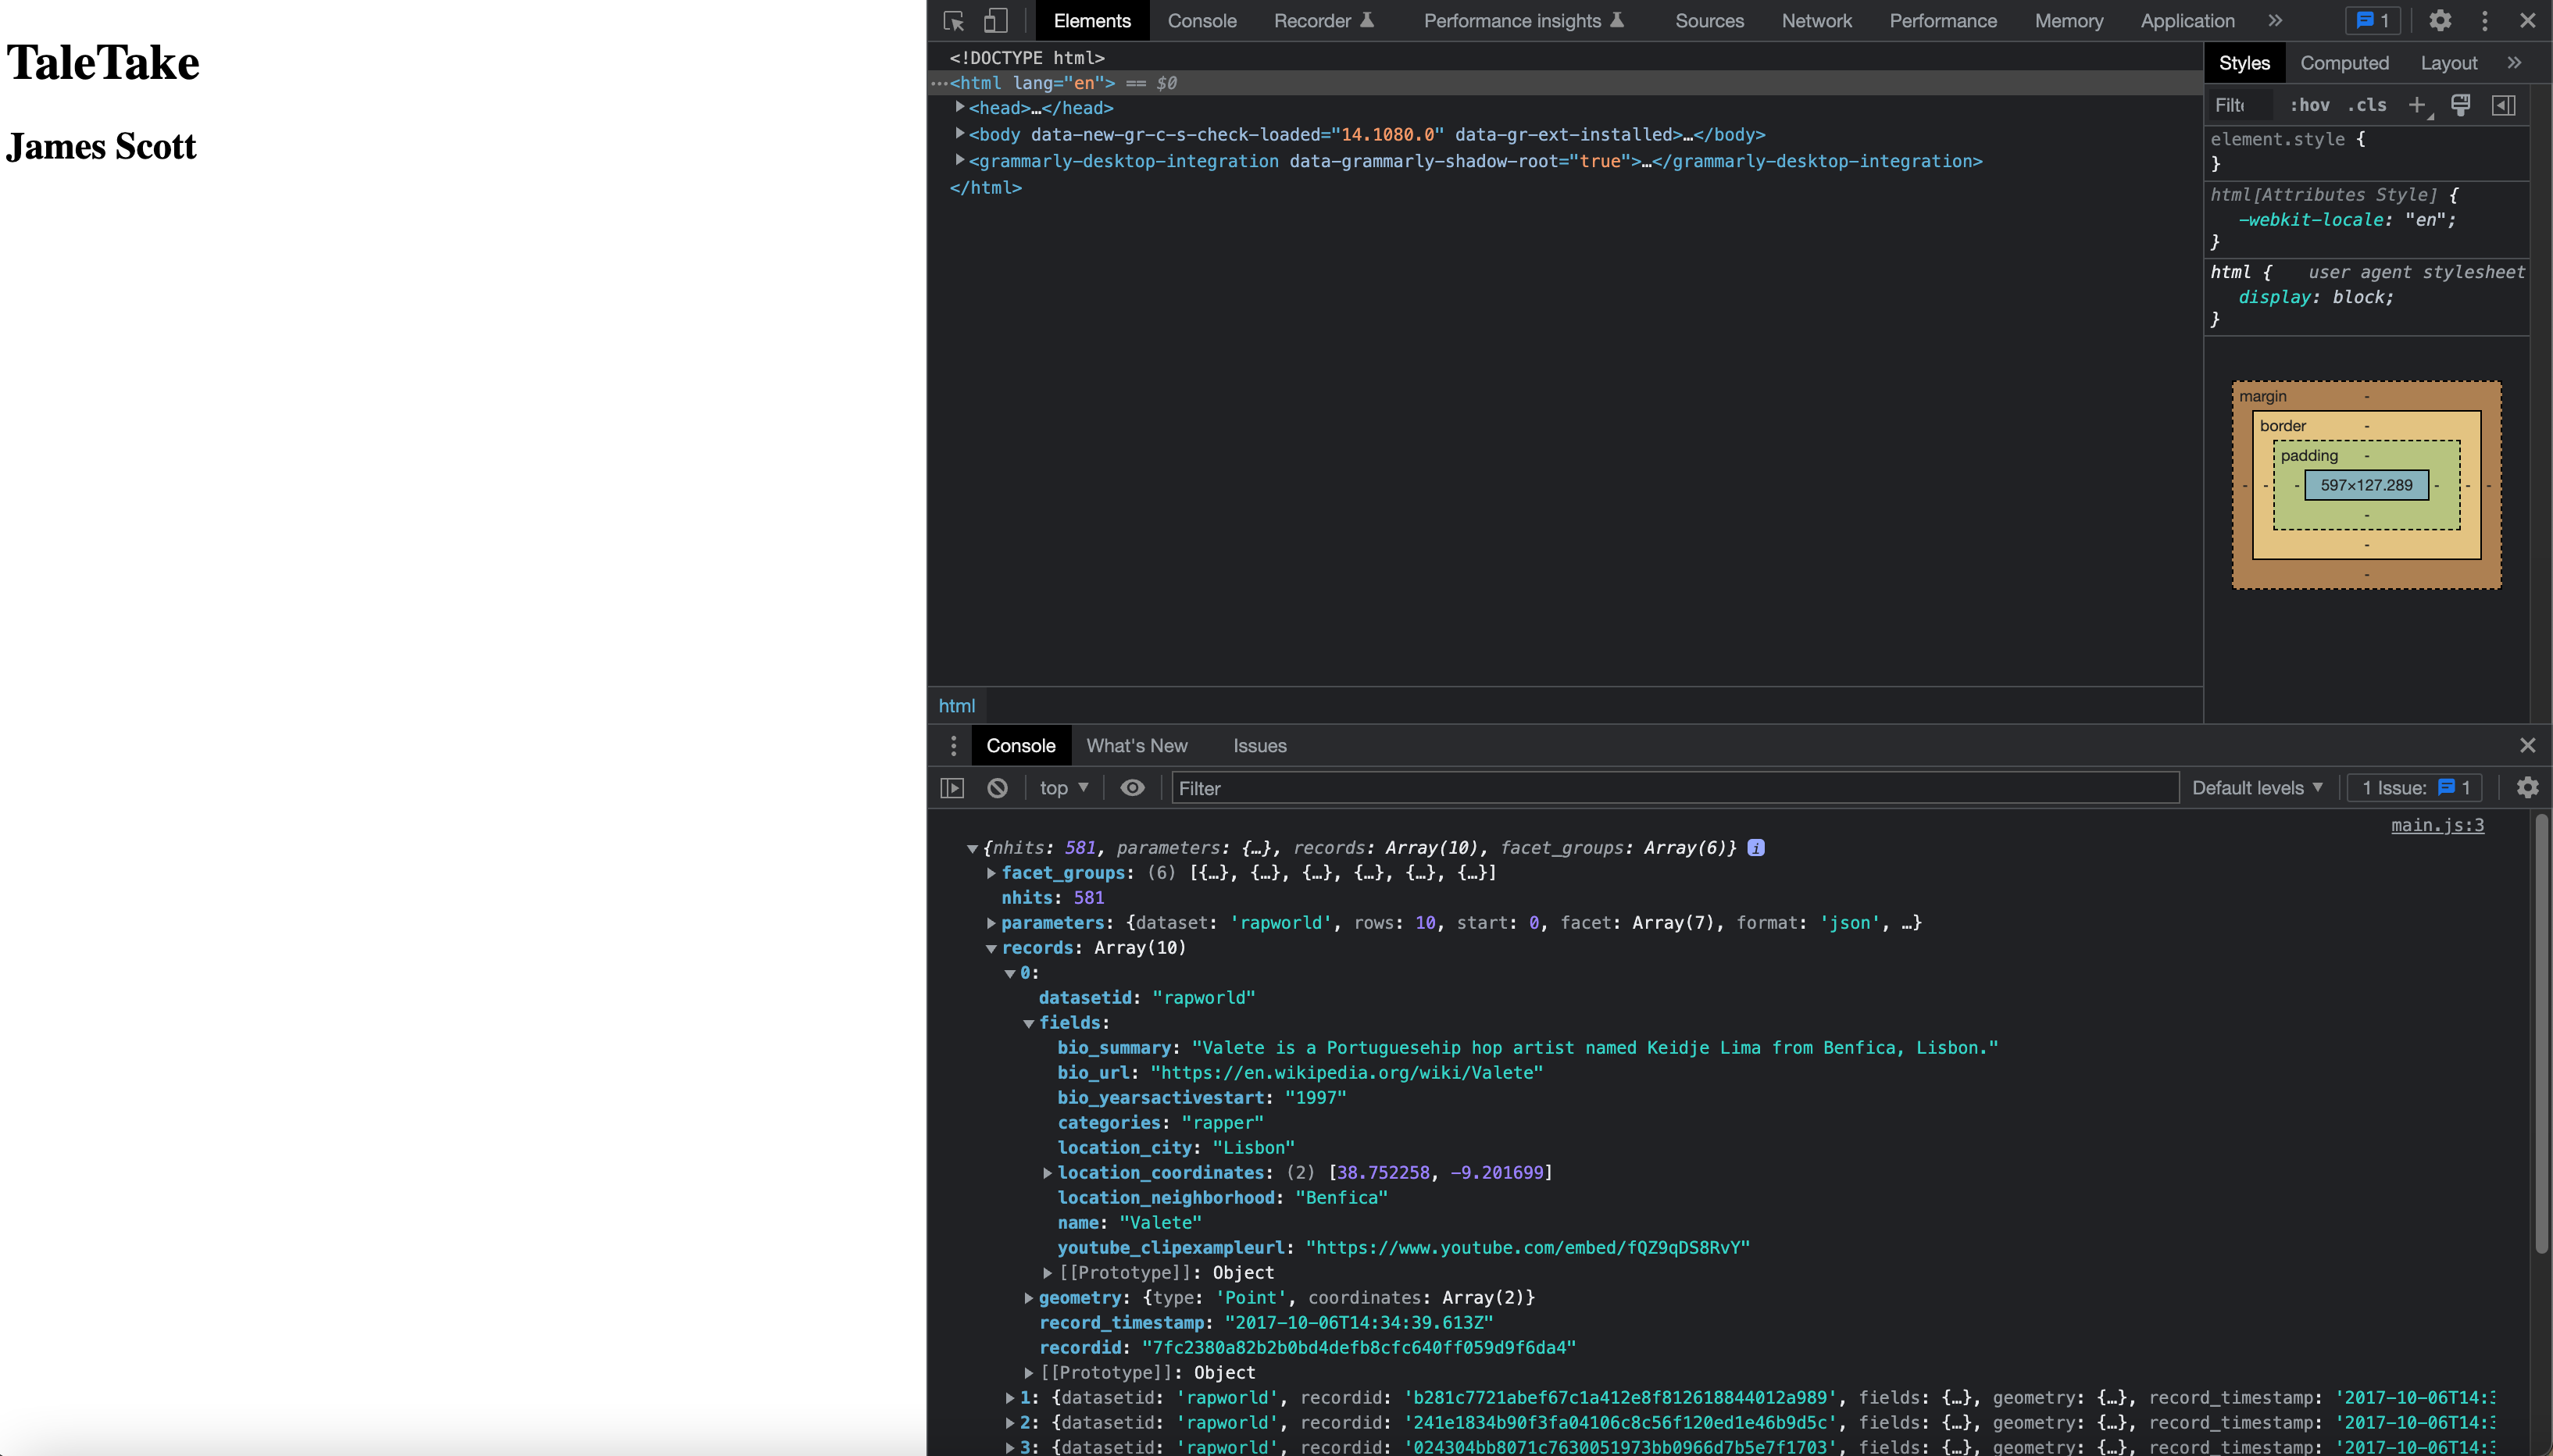 TaleTake
James Scott
Elements Console Recorder Performance insights Sources Network Performance Memory Application 1
<!DOCTYPE html>
<html lang="en"> == $0
<head>…</head>
<body data-new-gr-c-s-check-loaded="14.1080.0" data-gr-ext-installed>…</body>
<grammarly-desktop-integration data-grammarly-shadow-root="true">…</grammarly-desktop-integration>
</html>
html
Styles Computed Layout
:hov .cls
element.style {
}
html[Attributes Style] {
-webkit-locale: "en";
}
html { user agent stylesheet
display: block;
}
margin -
border -
padding -
- - - 597×127.289 - - -
-
-
-
Console What's New Issues
top Filter Default levels 1 Issue: 1
main.js:3
{nhits: 581, parameters: {…}, records: Array(10), facet_groups: Array(6)} i
facet_groups: (6) [{…}, {…}, {…}, {…}, {…}, {…}]
nhits: 581
parameters: {dataset: 'rapworld', rows: 10, start: 0, facet: Array(7), format: 'json', …}
records: Array(10)
0:
datasetid: "rapworld"
fields:
bio_summary: "Valete is a Portuguesehip hop artist named Keidje Lima from Benfica, Lisbon."
bio_url: "https://en.wikipedia.org/wiki/Valete"
bio_yearsactivestart: "1997"
categories: "rapper"
location_city: "Lisbon"
location_coordinates: (2) [38.752258, -9.201699]
location_neighborhood: "Benfica"
name: "Valete"
youtube_clipexampleurl: "https://www.youtube.com/embed/fQZ9qDS8RvY"
[[Prototype]]: Object
geometry: {type: 'Point', coordinates: Array(2)}
record_timestamp: "2017-10-06T14:34:39.613Z"
recordid: "7fc2380a82b2b0bd4defb8cfc640ff059d9f6da4"
[[Prototype]]: Object
1: {datasetid: 'rapworld', recordid: 'b281c7721abef67c1a412e8f812618844012a989', fields: {…}, geometry: {…}, record_timestamp: '2017-10-06T14:
2: {datasetid: 'rapworld', recordid: '241e1834b90f3fa04106c8c56f120ed1e46b9d5c', fields: {…}, geometry: {…}, record_timestamp: '2017-10-06T14:
3: {datasetid: 'rapworld', recordid: '024304bb8071c7630051973bb0966d7b5e7f1703', fields: {…}, geometry: {…}, record_timestamp: '2017-10-06T14: